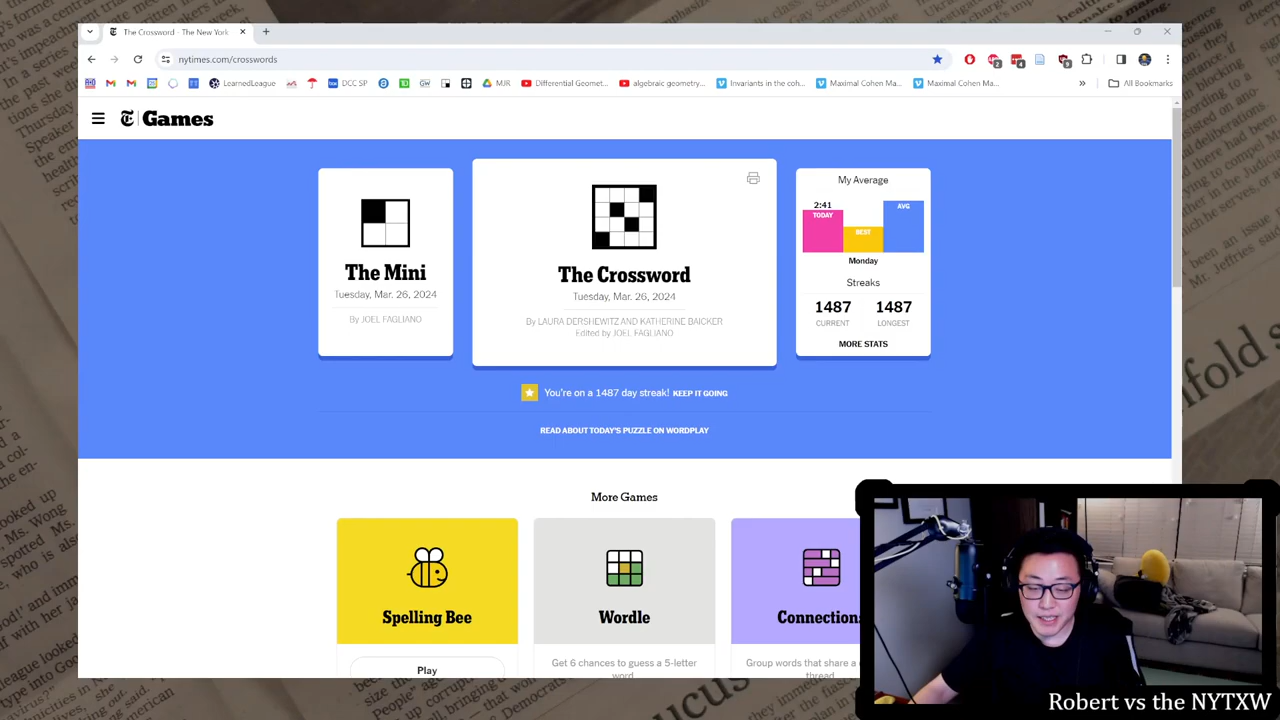 The Crossword - The New York
nytimes.com/crosswords
LearnedLeague
DCC SP
GW
MJR
Differential Geomet...
algebraic geometry...
Invariants in the coh...
Maximal Cohen Ma...
Maximal Cohen Ma...
All Bookmarks
Games
The Mini
Tuesday, Mar. 26, 2024
By JOEL FAGLIANO
The Crossword
Tuesday, Mar. 26, 2024
By LAURA DERSHEWITZ AND KATHERINE BAICKER
Edited by JOEL FAGLIANO
My Average
2:41
TODAY
BEST
AVG
Monday
Streaks
1487
CURRENT
1487
LONGEST
MORE STATS
You're on a 1487 day streak! KEEP IT GOING
READ ABOUT TODAY'S PUZZLE ON WORDPLAY
More Games
Spelling Bee
Play
Wordle
Get 6 chances to guess a 5-letter
word
Connections
Group words that share a
thread
Robert vs the NYTXW